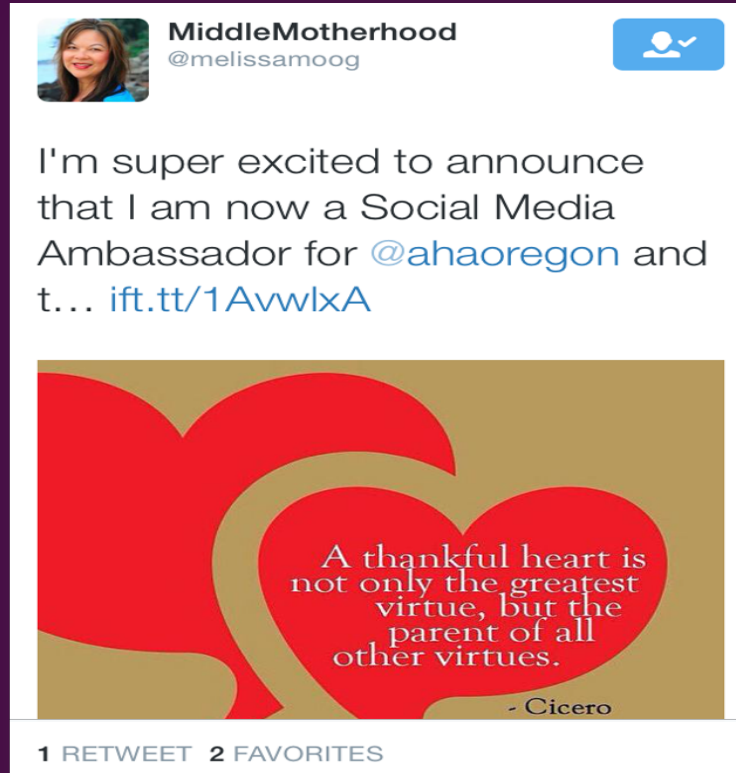 MiddleMotherhood
@melissamoog
I'm super excited to announce
that I am now a Social Media
Ambassador for @ahaoregon and
t... ift.tt/1AvwlxA
A thankful heart is
not only the greatest
virtue, but the
parent of all
other virtues.
- Cicero
1 RETWEET 2 FAVORITES